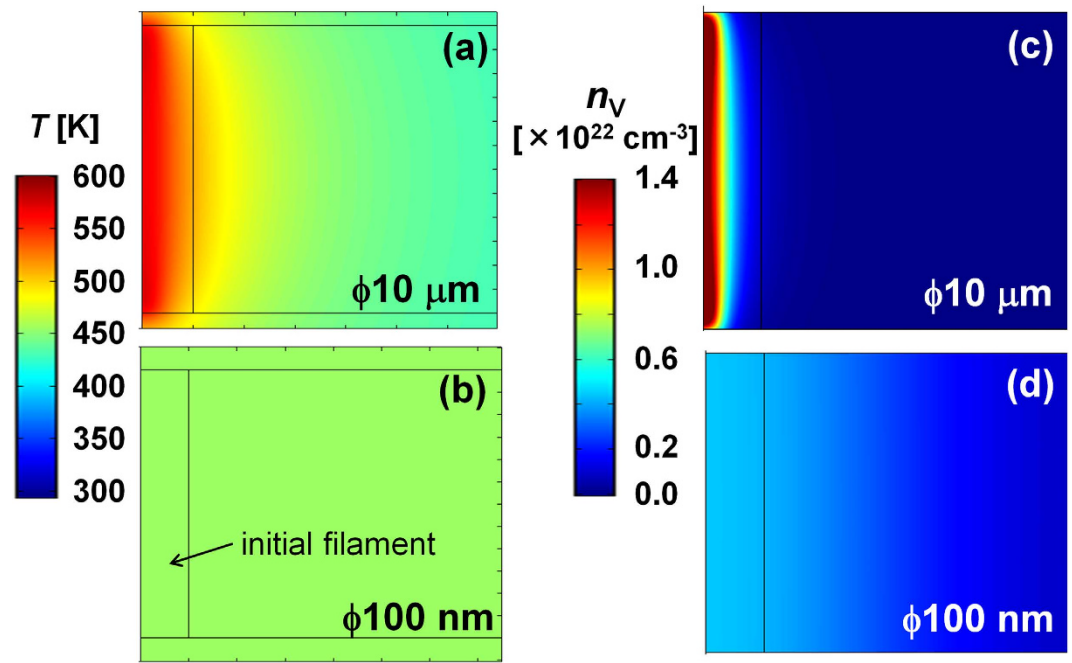 (a)
T [K]
600
550
500
450
400
350
300
ϕ10 μm
(b)
initial filament
ϕ100 nm
(c)
nV
[×10²² cm⁻³]
1.4
1.0
0.6
0.2
0.0
ϕ10 μm
(d)
ϕ100 nm